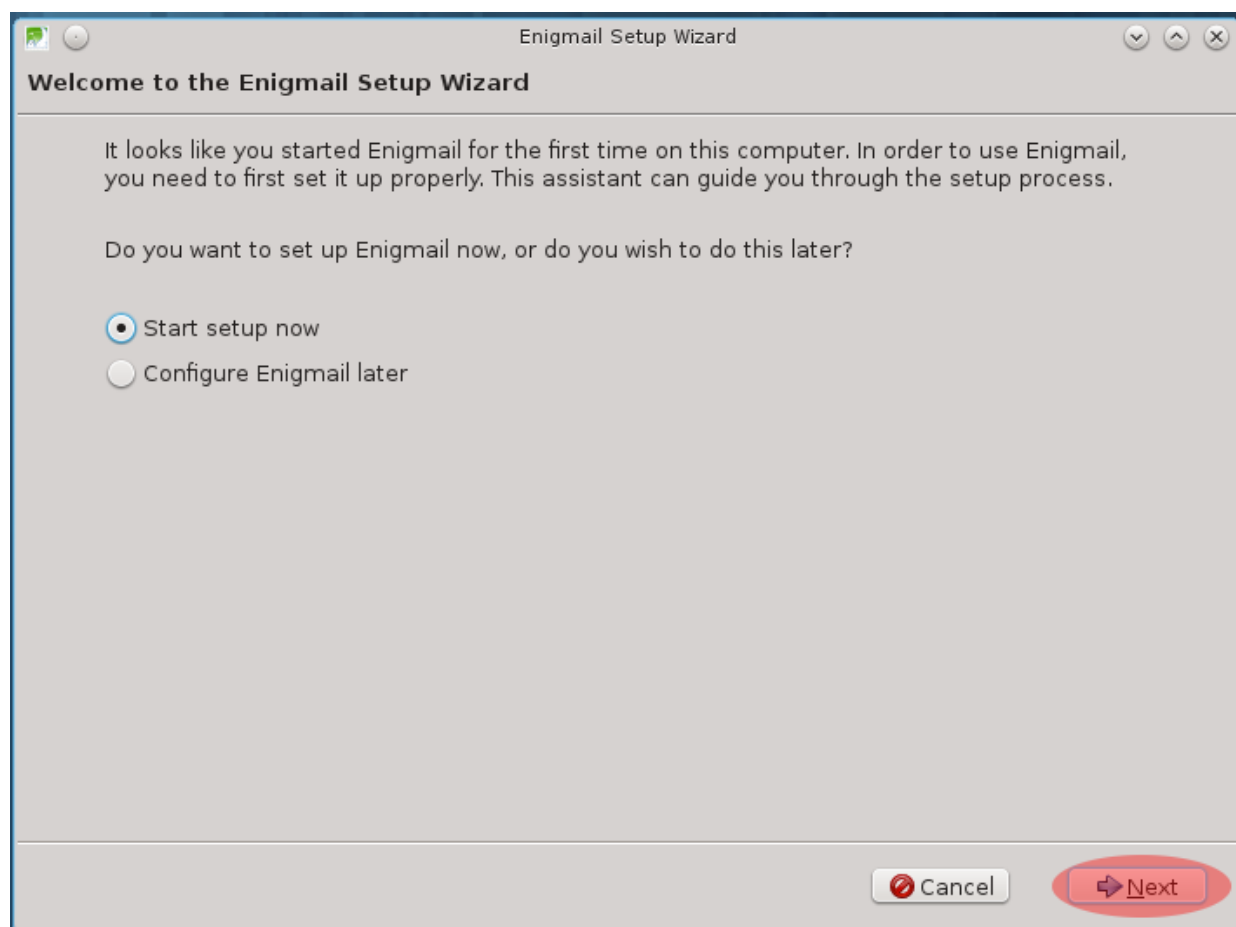 Enigmail Setup Wizard
Welcome to the Enigmail Setup Wizard
It looks like you started Enigmail for the first time on this computer. In order to use Enigmail,
you need to first set it up properly. This assistant can guide you through the setup process.
Do you want to set up Enigmail now, or do you wish to do this later?
Start setup now
Configure Enigmail later
Cancel
Next